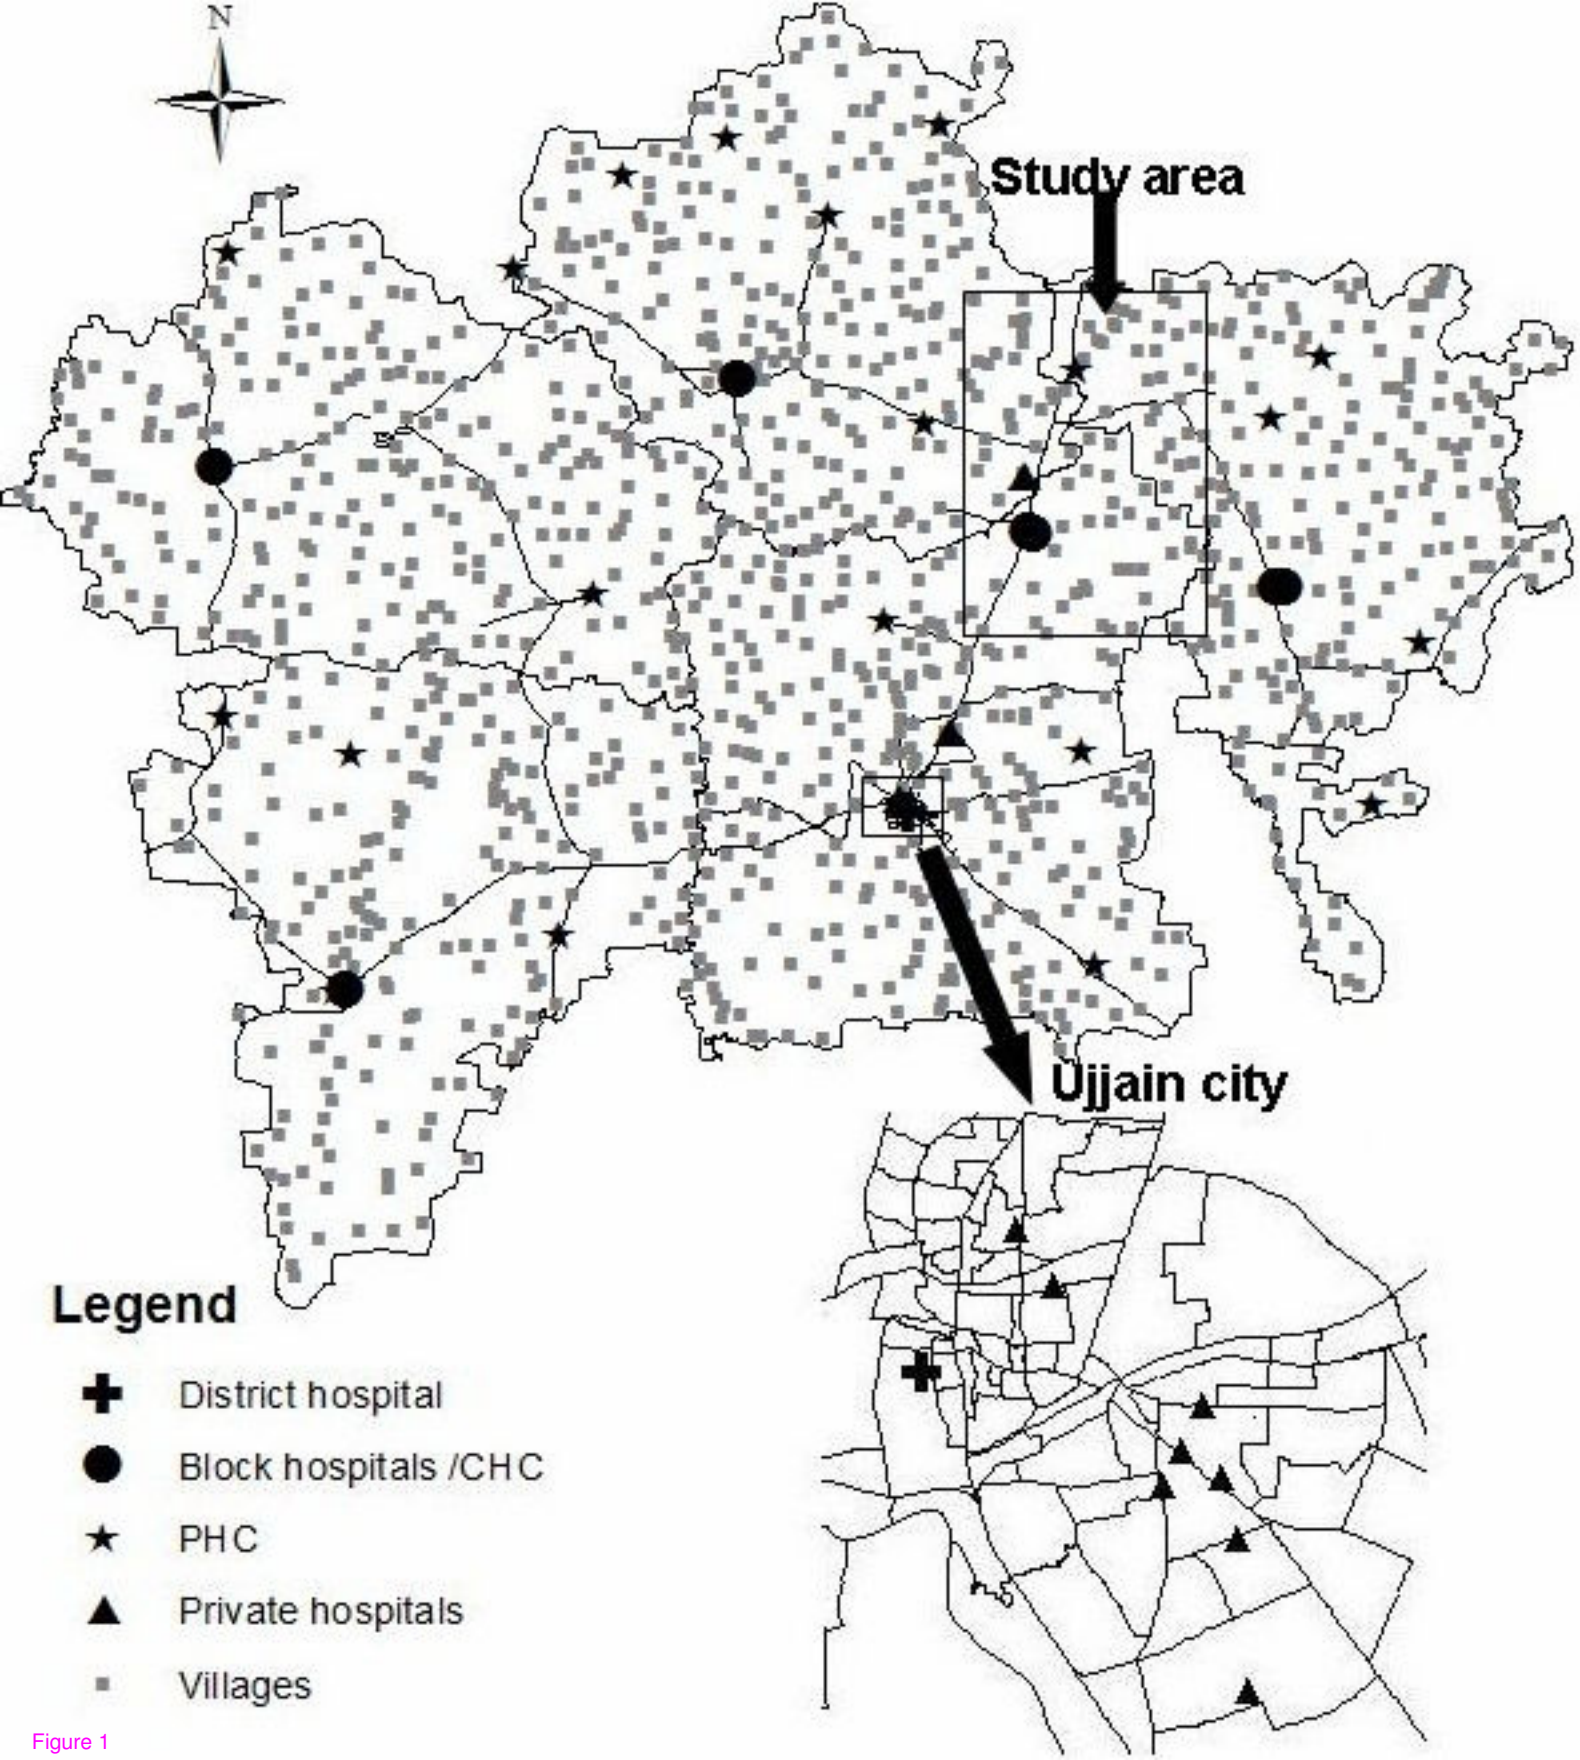 N
Study area
Ujjain city
Legend
District hospital
Block hospitals /CHC
PHC
Private hospitals
Villages
Figure 1